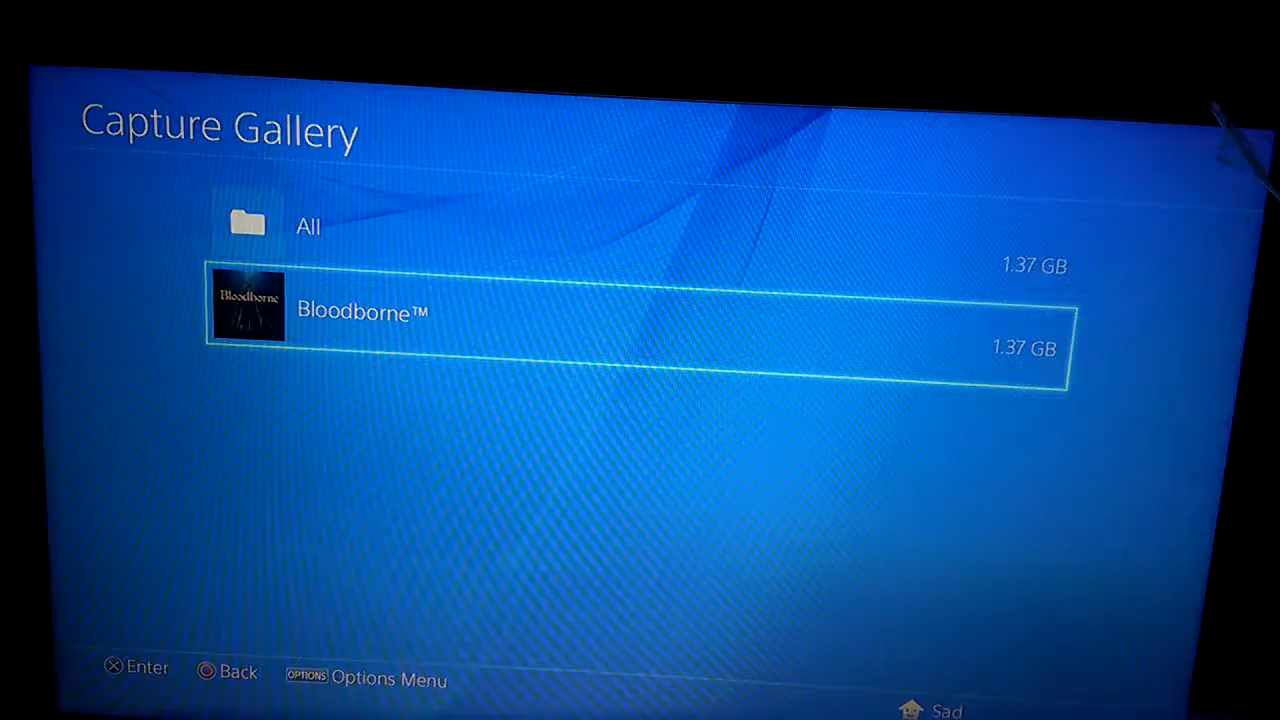 Capture Gallery
All
1.37 GB
Bloodborne
Bloodborne™
1.37 GB
Enter
Back
OPTIONS Options Menu
Sad